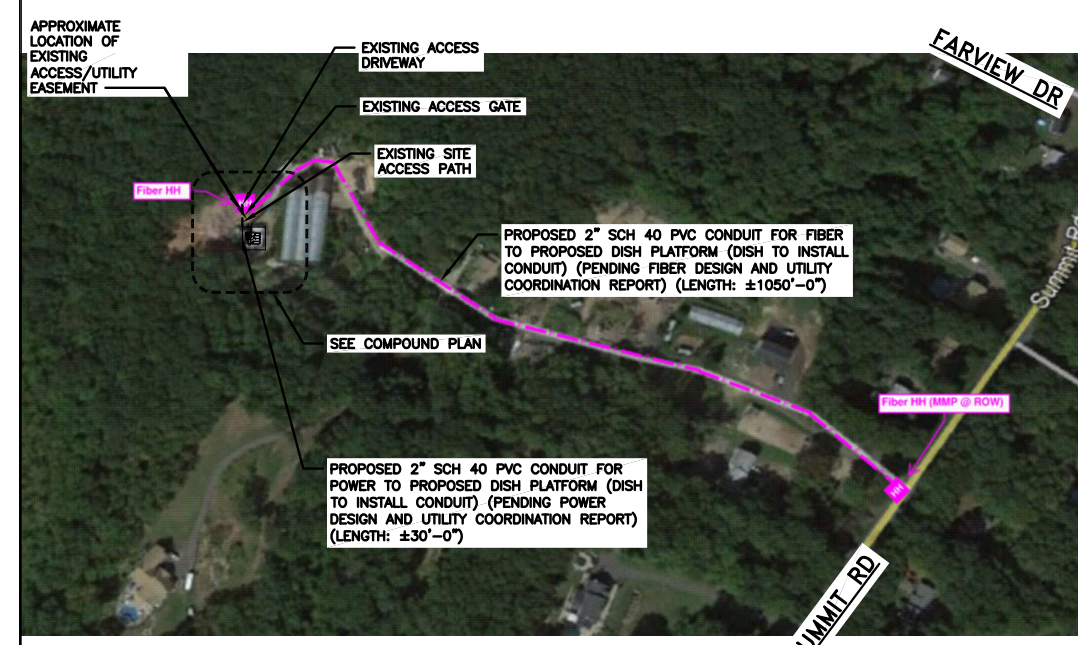 APPROXIMATE
LOCATION OF
EXISTING
ACCESS/UTILITY
EASEMENT
EXISTING ACCESS
DRIVEWAY
EXISTING ACCESS GATE
EXISTING SITE
ACCESS PATH
FARVIEW DR
Fiber HH
HH
PROPOSED 2" SCH 40 PVC CONDUIT FOR FIBER
TO PROPOSED DISH PLATFORM (DISH TO INSTALL
CONDUIT) (PENDING FIBER DESIGN AND UTILITY
COORDINATION REPORT) (LENGTH: ±1050'-0")
Summit Rd
SEE COMPOUND PLAN
Fiber HH (MMP @ ROW)
HH
PROPOSED 2" SCH 40 PVC CONDUIT FOR
POWER TO PROPOSED DISH PLATFORM (DISH
TO INSTALL CONDUIT) (PENDING POWER
DESIGN AND UTILITY COORDINATION REPORT)
(LENGTH: ±30'-0")
UMMIT RD